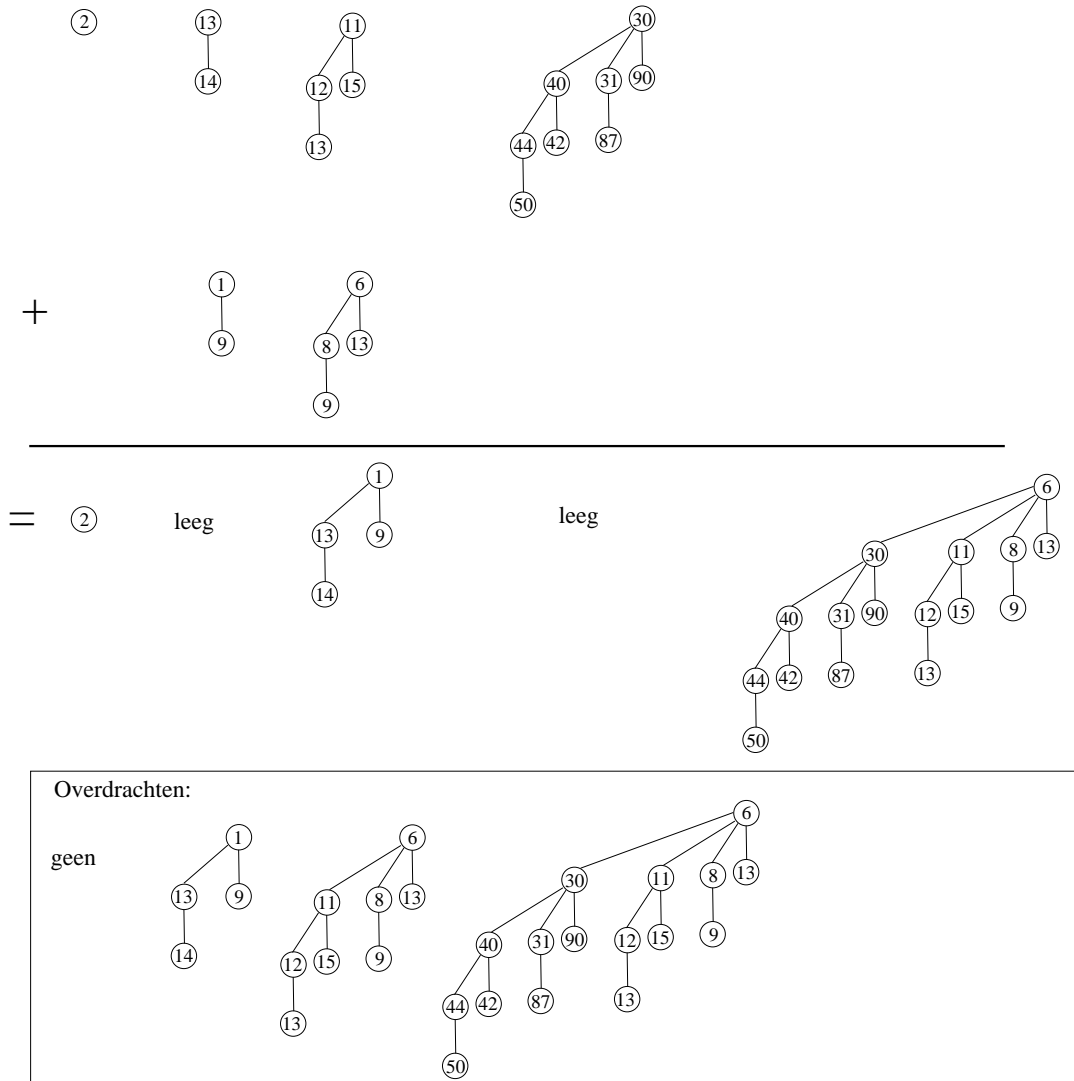 2 13 11 30
14 12 15 40 31 90
13 44 42 87
50
+ 1 6
9 8 13
9
= 2 leeg 1 leeg 6
13 9 30 11 8 13
14 40 31 90 12 15 9
44 42 87 13
50
Overdrachten:
geen 1 6 6
13 9 11 8 13 30 11 8 13
14 12 15 9 40 31 90 12 15 9
13 44 42 87 13
50